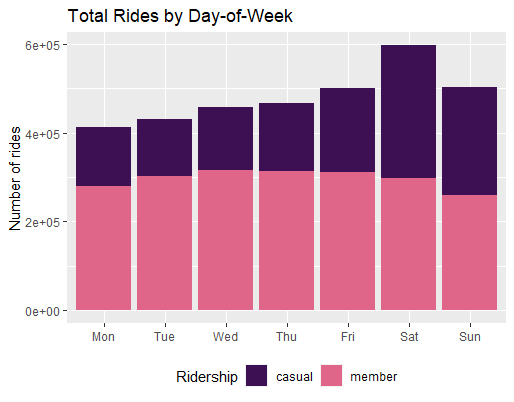 Total Rides by Day-of-Week
Number of rides
6e+05
4e+05
2e+05
0e+00
Mon Tue Wed Thu Fri Sat Sun
Ridership casual member